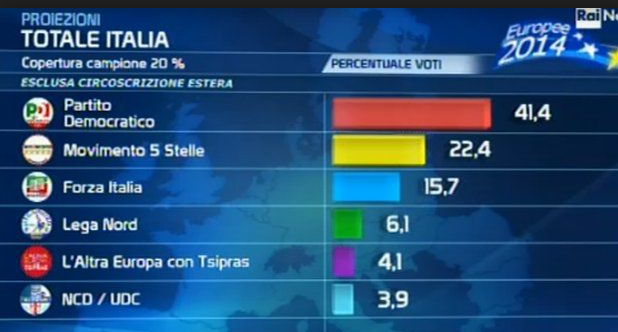 PROIEZIONI
TOTALE ITALIA
Copertura campione 20 %
ESCLUSA CIRCOSCRIZIONE ESTERA
PERCENTUALE VOTI
Rai Ne
Europee
2014
PD Partito
Democratico 41,4
Movimento 5 Stelle 22,4
Forza Italia 15,7
Lega Nord 6,1
L'Altra Europa con Tsipras 4,1
NCD / UDC 3,9